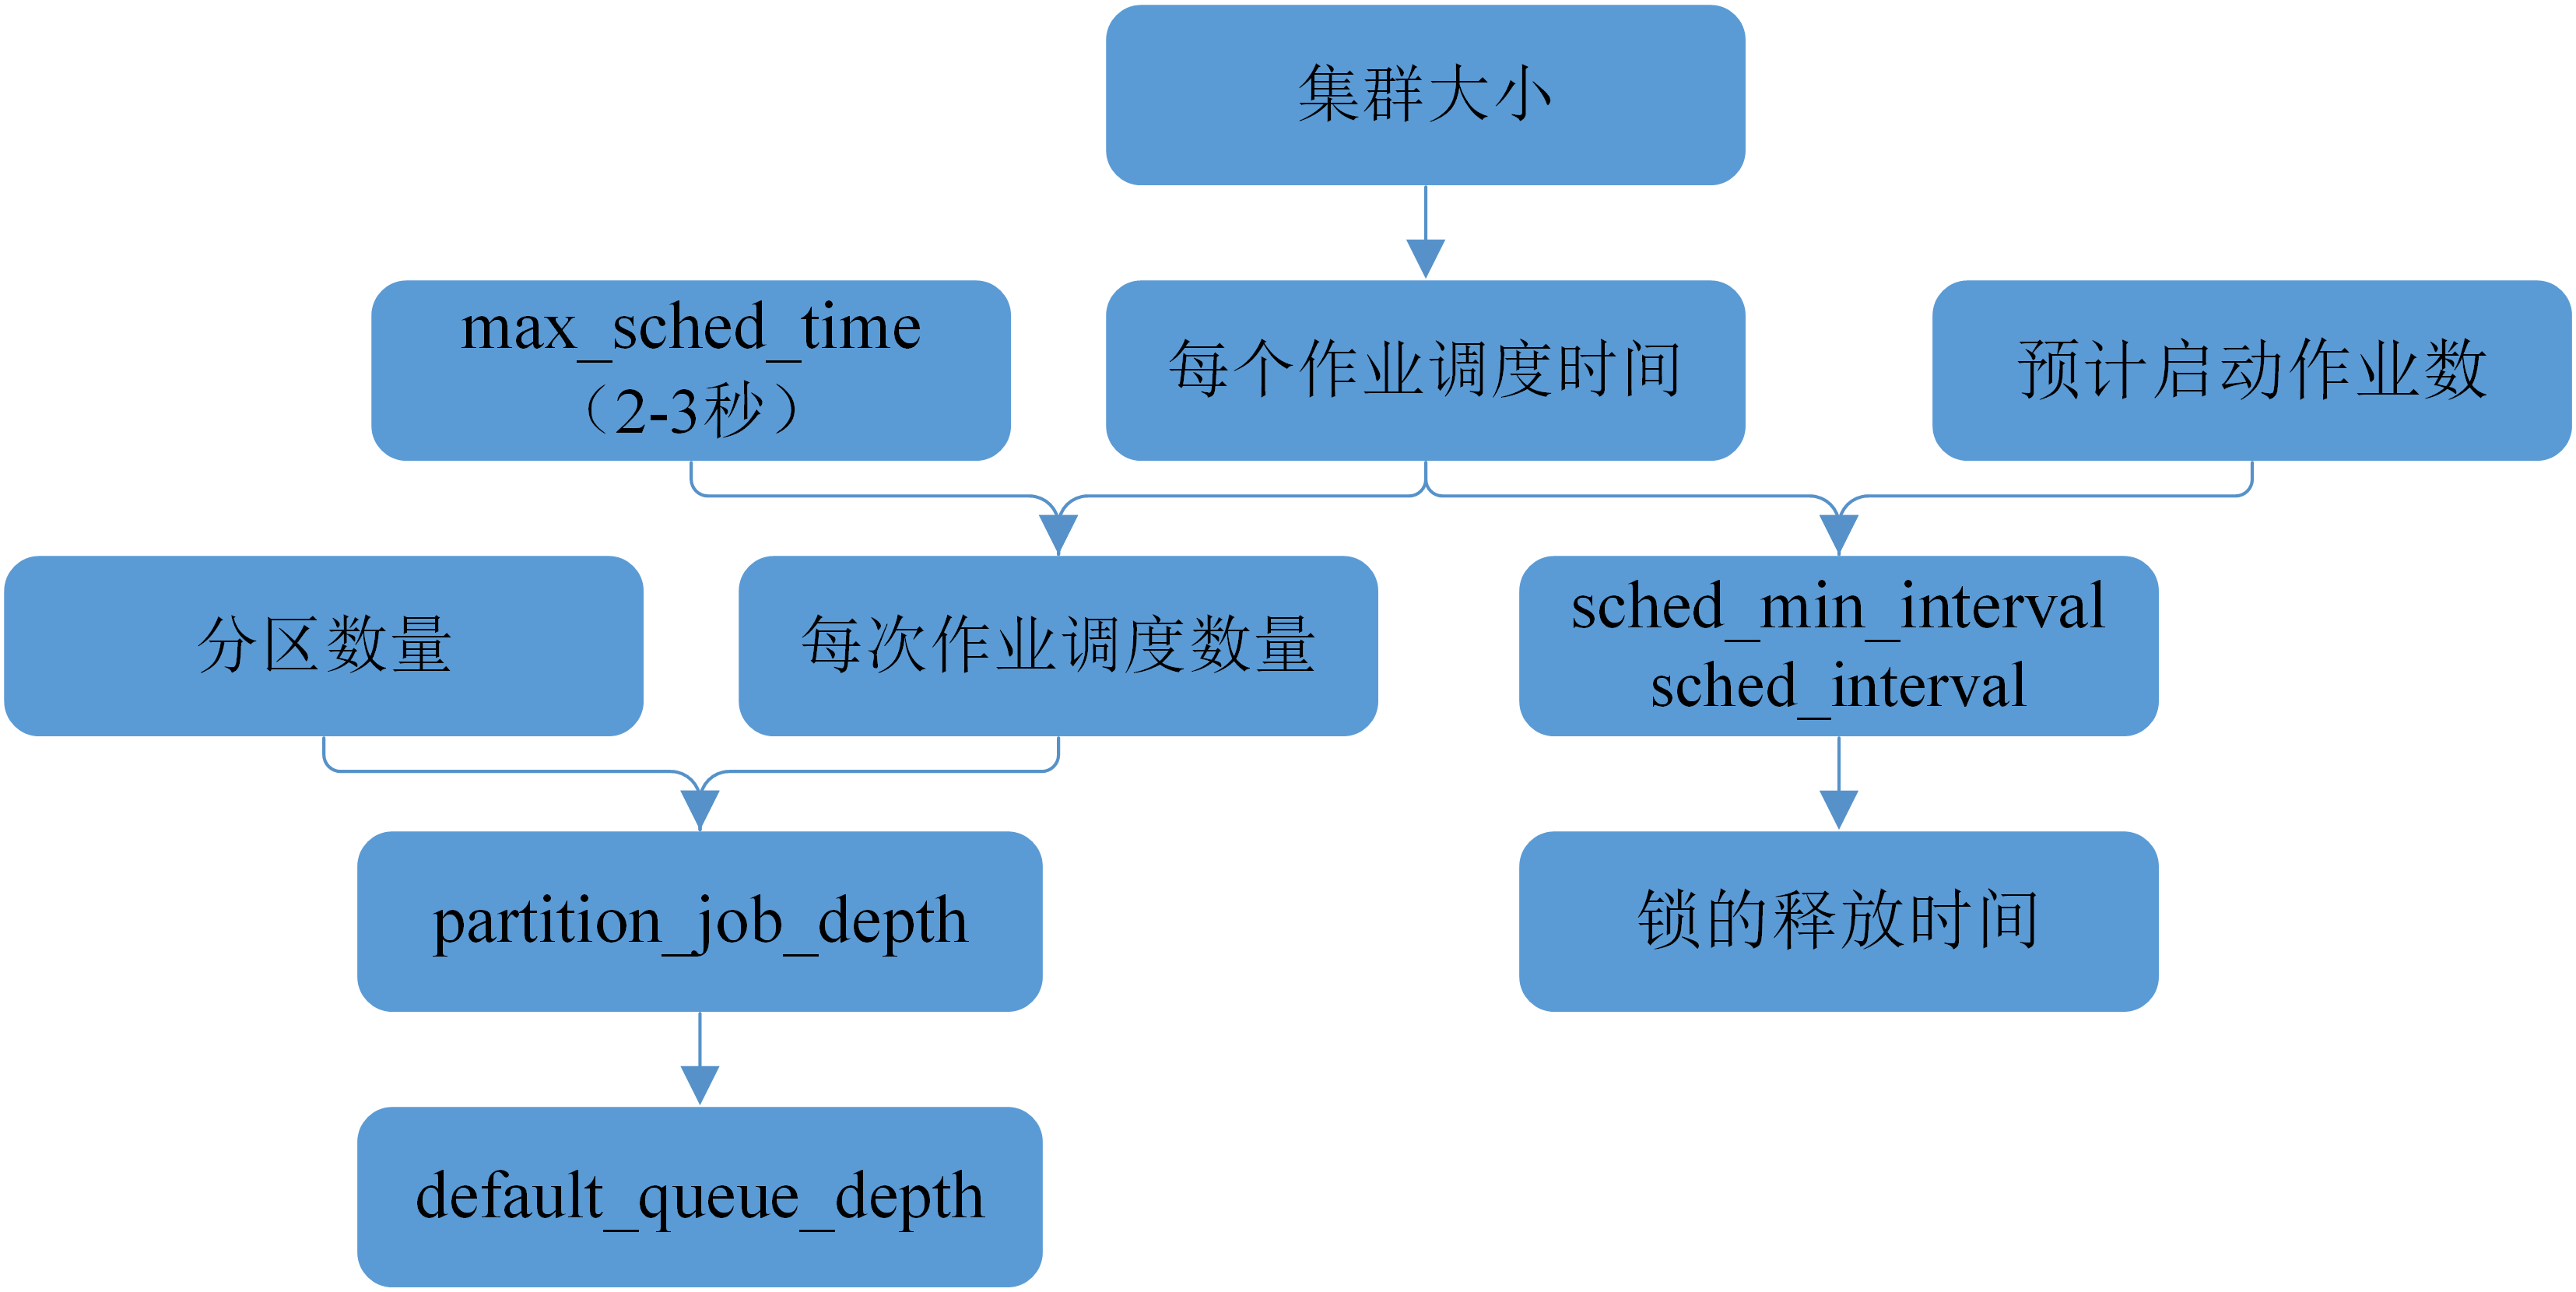 集群大小
max_sched_time
（2-3秒）
每个作业调度时间
预计启动作业数
分区数量
每次作业调度数量
sched_min_interval
sched_interval
partition_job_depth
锁的释放时间
default_queue_depth